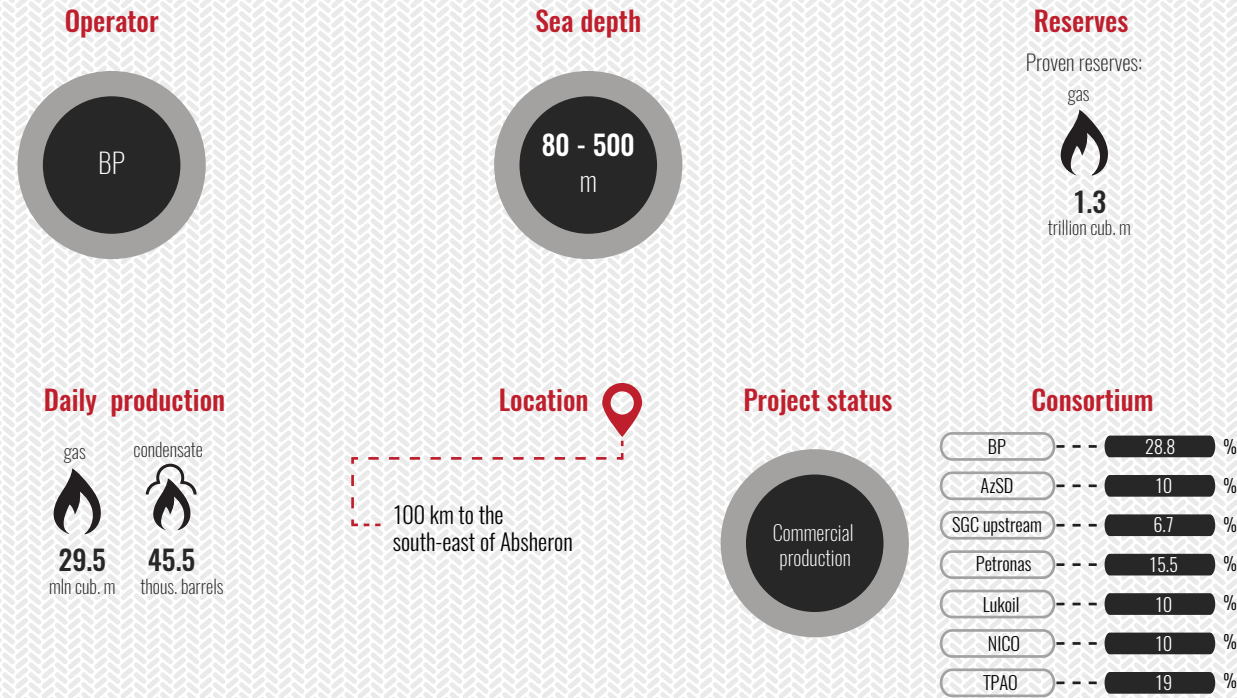 Operator
BP
Sea depth
80 - 500
m
Reserves
Proven reserves:
gas
1.3
trillion cub. m
Daily production
gas
29.5
mln cub. m
condensate
45.5
thous. barrels
Location
100 km to the
south-east of Absheron
Project status
Commercial
production
Consortium
BP 28.8 %
AzSD 10 %
SGC upstream 6.7 %
Petronas 15.5 %
Lukoil 10 %
NICO 10 %
TPAO 19 %